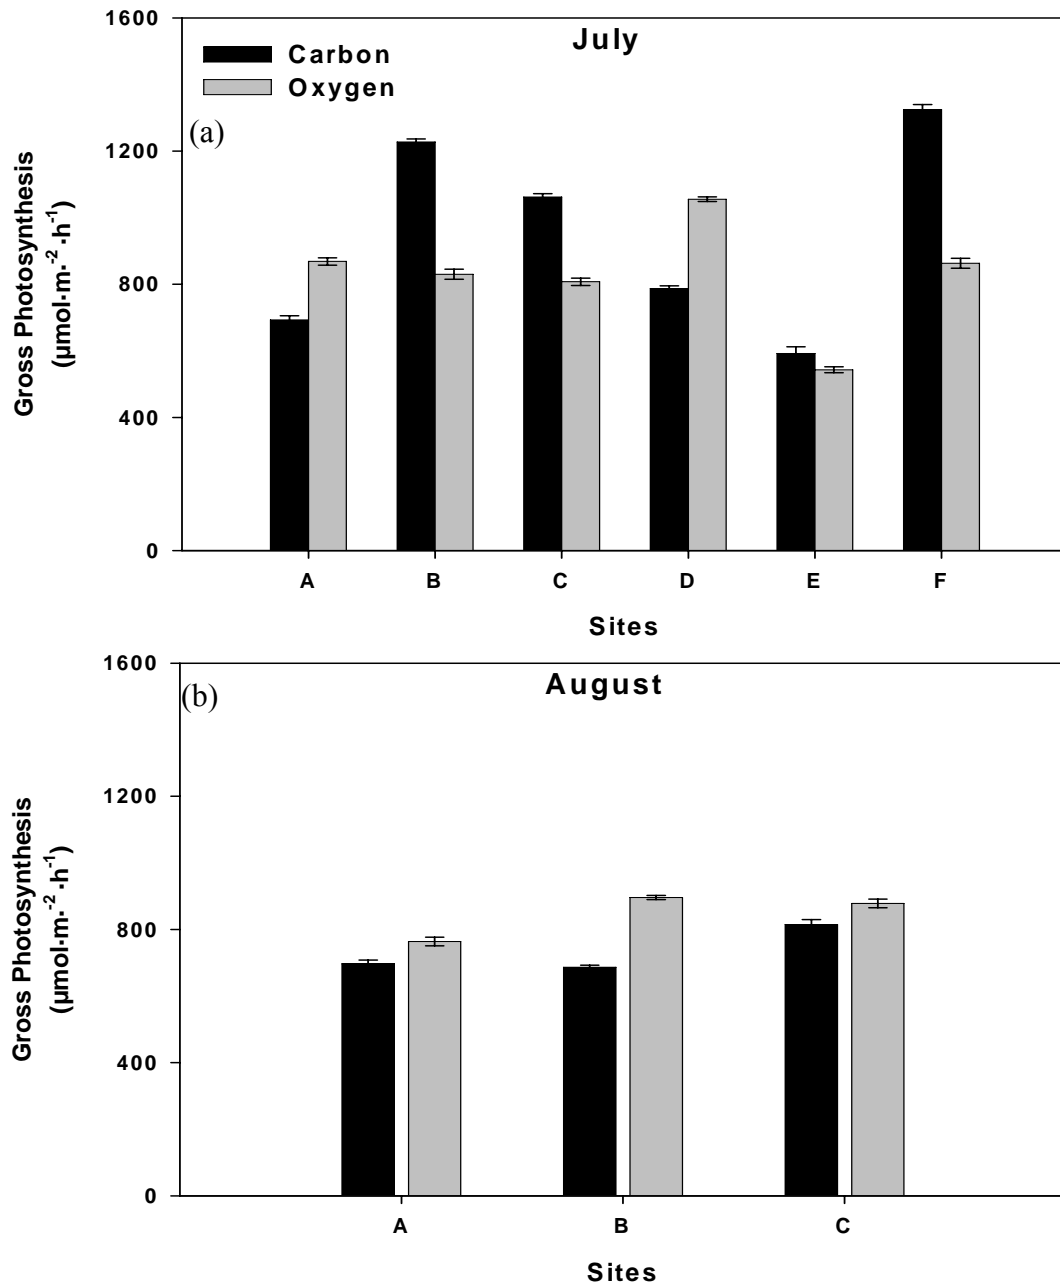 July
Carbon
Oxygen
(a)
1600
1200
800
400
0
Gross Photosynthesis
(µmol·m-⁻²·h⁻¹)
A B C D E F
Sites
August
(b)
1600
1200
800
400
0
Gross Photosynthesis
(µmol·m-⁻²·h⁻¹)
A B C
Sites